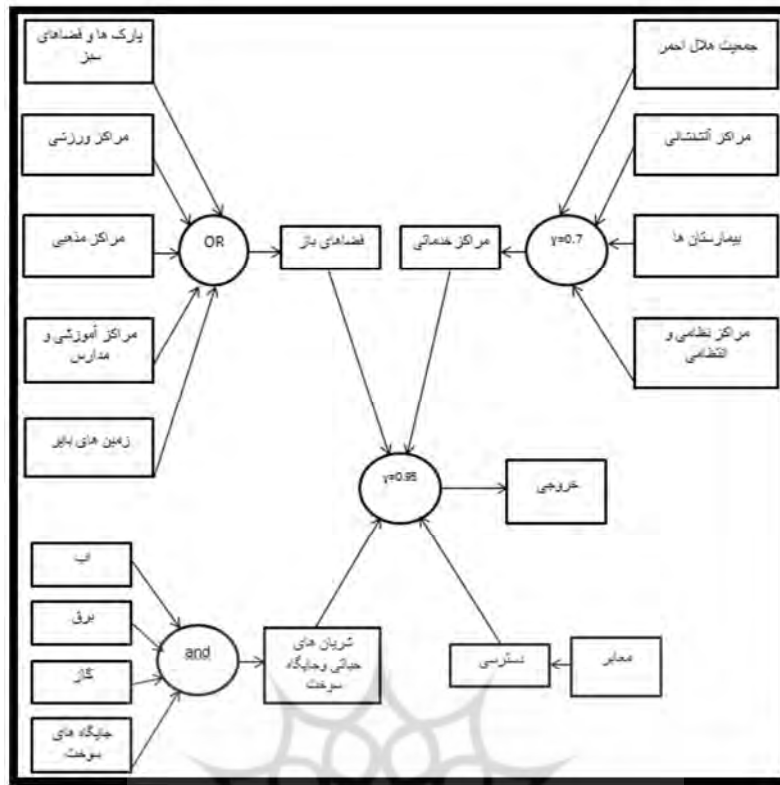 پارک ها و فضاهای
سبز
جمعیت هلال احمر
مراکز ورزشی
مراکز آتشنشانی
مراکز مذهبی
OR
فضاهای باز
مراکز خدماتی
γ=0.7
بیمارستان ها
مراکز آموزشی و
مدارس
مراکز نظامی و
انتظامی
زمین های بایر
γ=0.95
خروجی
اب
برق
and
گاز
جایگاه های
سوخت
شریان های
حیاتی وجایگاه
سوخت
دسترسی
معابر